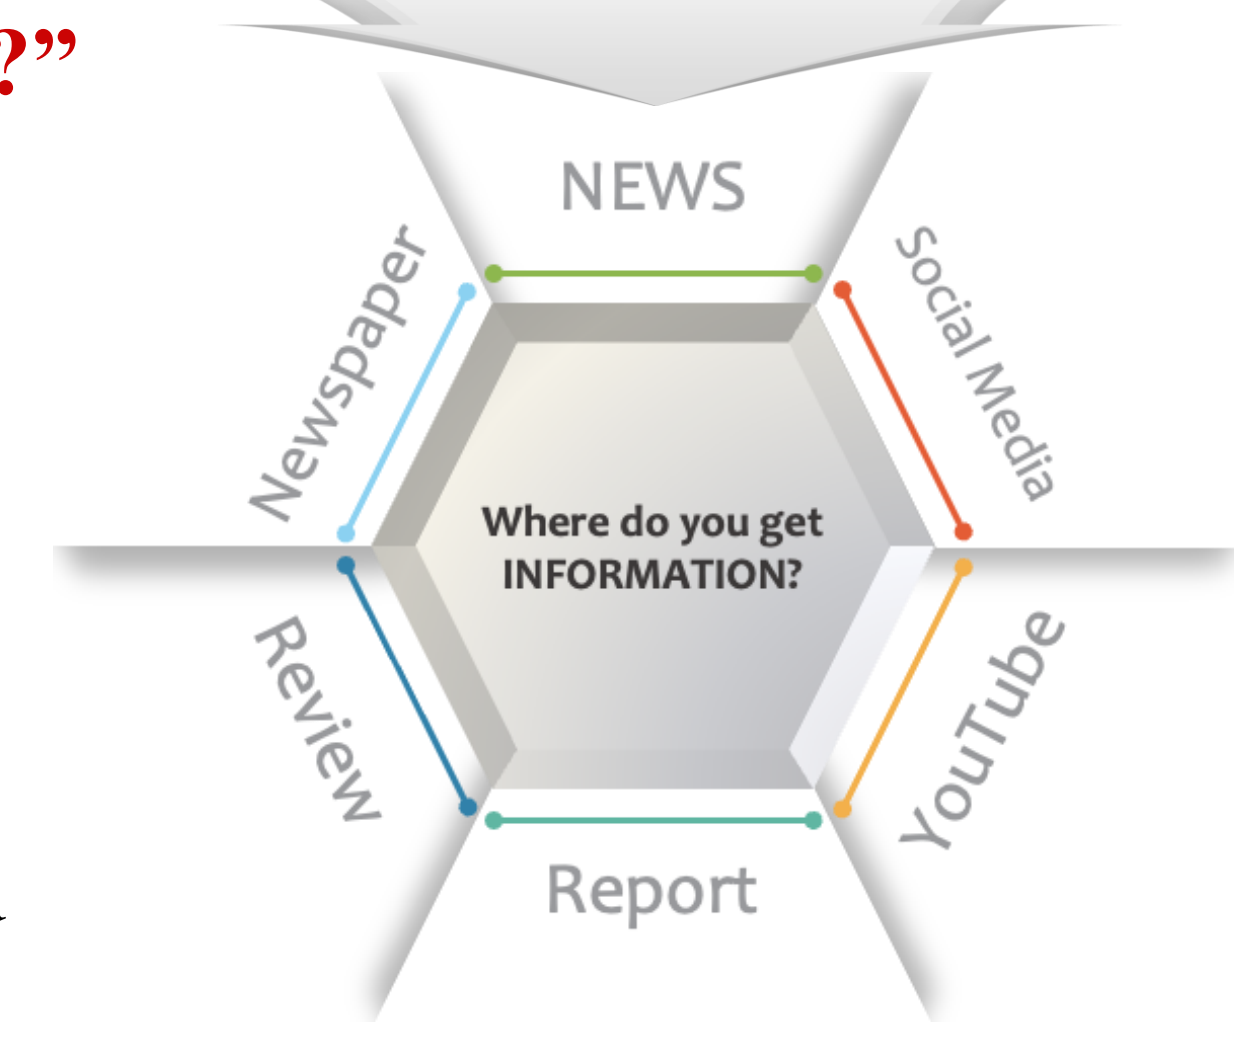 ?”
NEWS
Newspaper
Social Media
Where do you get
INFORMATION?
Review
YouTube
Report